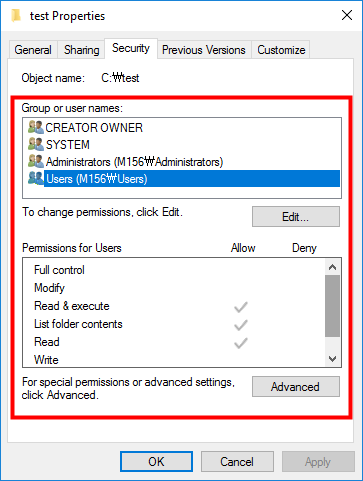 test Properties
General Sharing Security Previous Versions Customize
Object name: C:₩test
Group or user names:
CREATOR OWNER
SYSTEM
Administrators (M156₩Administrators)
Users (M156₩Users)
To change permissions, click Edit.
Edit...
Permissions for Users Allow Deny
Full control
Modify
Read & execute
List folder contents
Read
Write
For special permissions or advanced settings,
click Advanced.
Advanced
OK Cancel Apply